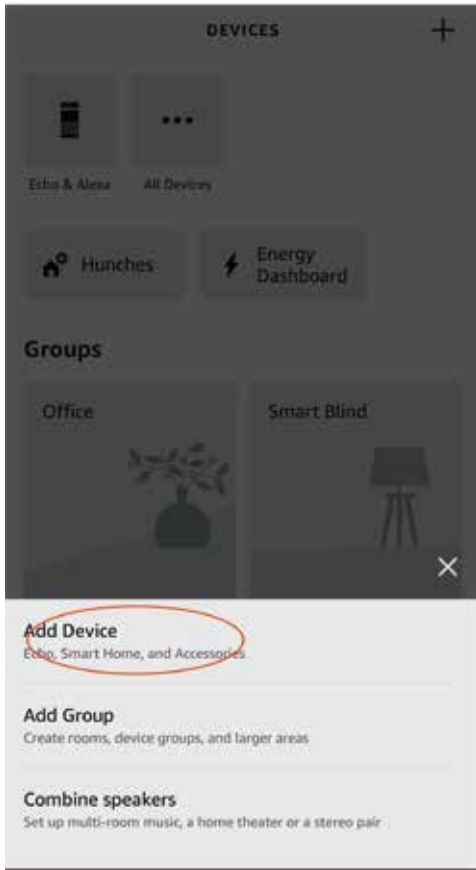 DEVICES
Echo & Alexa
All Devices
Hunches
Energy
Dashboard
Groups
Office
Smart Blind
Add Device
Echo, Smart Home, and Accessories
Add Group
Create rooms, device groups, and larger areas
Combine speakers
Set up multi-room music, a home theater or a stereo pair